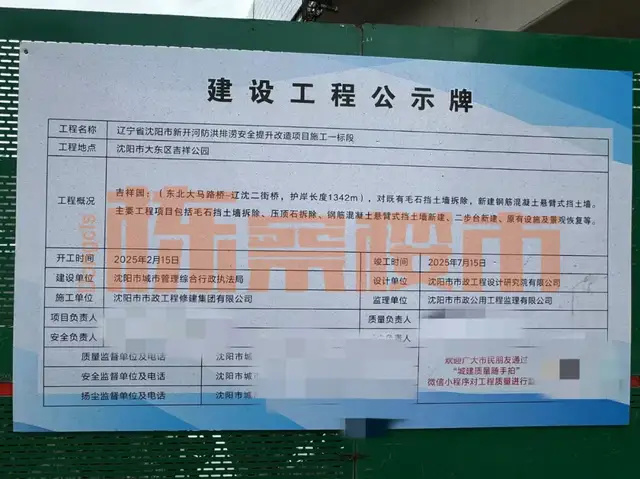 建设工程公示牌
工程名称 辽宁省沈阳市新开河防洪排涝安全提升改造项目施工一标段
工程地点 沈阳市大东区吉祥公园
工程概况 吉祥园：（东北大马路桥-辽沈二街桥，护岸长度1342m），对既有毛石挡土墙拆除，新建钢筋混凝土悬臂式挡土墙。
主要工程项目包括毛石挡土墙拆除、压顶石拆除、钢筋混凝土悬臂式挡土墙新建、二步台新建、原有设施及景观恢复等。
开工时间 2025年2月15日 竣工时间 2025年7月15日
建设单位 沈阳市城市管理综合行政执法局 设计单位 沈阳市市政工程设计研究院有限公司
施工单位 沈阳市市政工程修建集团有限公司 监理单位 沈阳市市政公用工程监理有限公司
项目负责人 质量负责人
安全负责人
质量监督单位及电话 沈阳市城
安全监督单位及电话 沈阳市城
扬尘监督单位及电话 沈阳市城
欢迎广大市民朋友通过
“城建质量随手拍”
微信小程序对工程质量进行监